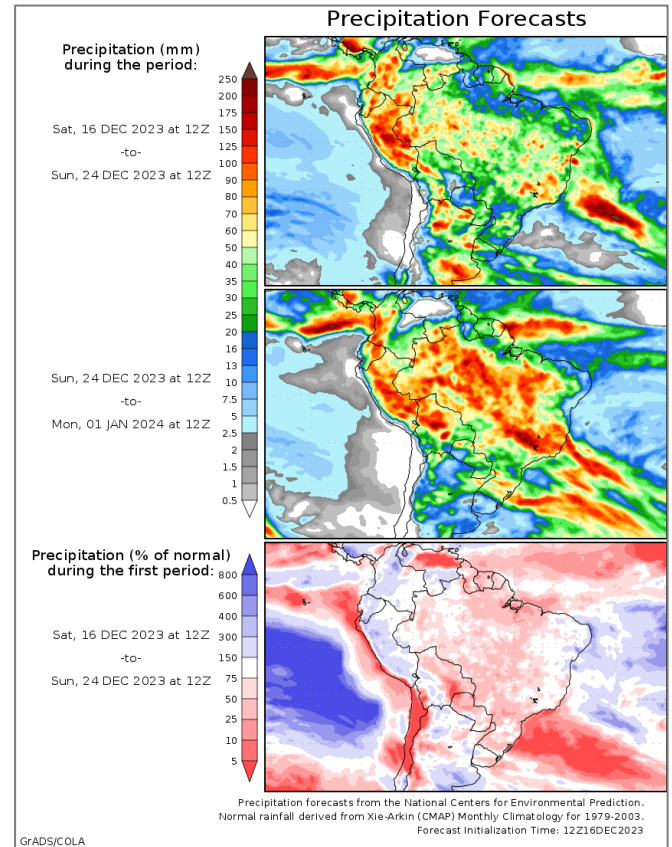 Precipitation Forecasts
Precipitation (mm)
during the period:
Sat, 16 DEC 2023 at 12Z
-to-
Sun, 24 DEC 2023 at 12Z
250
200
175
150
125
100
90
80
70
60
50
40
35
30
25
20
16
13
10
7.5
5
2.5
2
1.5
1
0.5
Sun, 24 DEC 2023 at 12Z
-to-
Mon, 01 JAN 2024 at 12Z
Precipitation (% of normal)
during the first period:
Sat, 16 DEC 2023 at 12Z
-to-
Sun, 24 DEC 2023 at 12Z
800
600
400
300
150
75
50
25
10
5
Precipitation forecasts from the National Centers for Environmental Prediction.
Normal rainfall derived from Xie-Arkin (CMAP) Monthly Climatology for 1979-2003.
Forecast Initialization Time: 12Z16DEC2023
GrADS/COLA